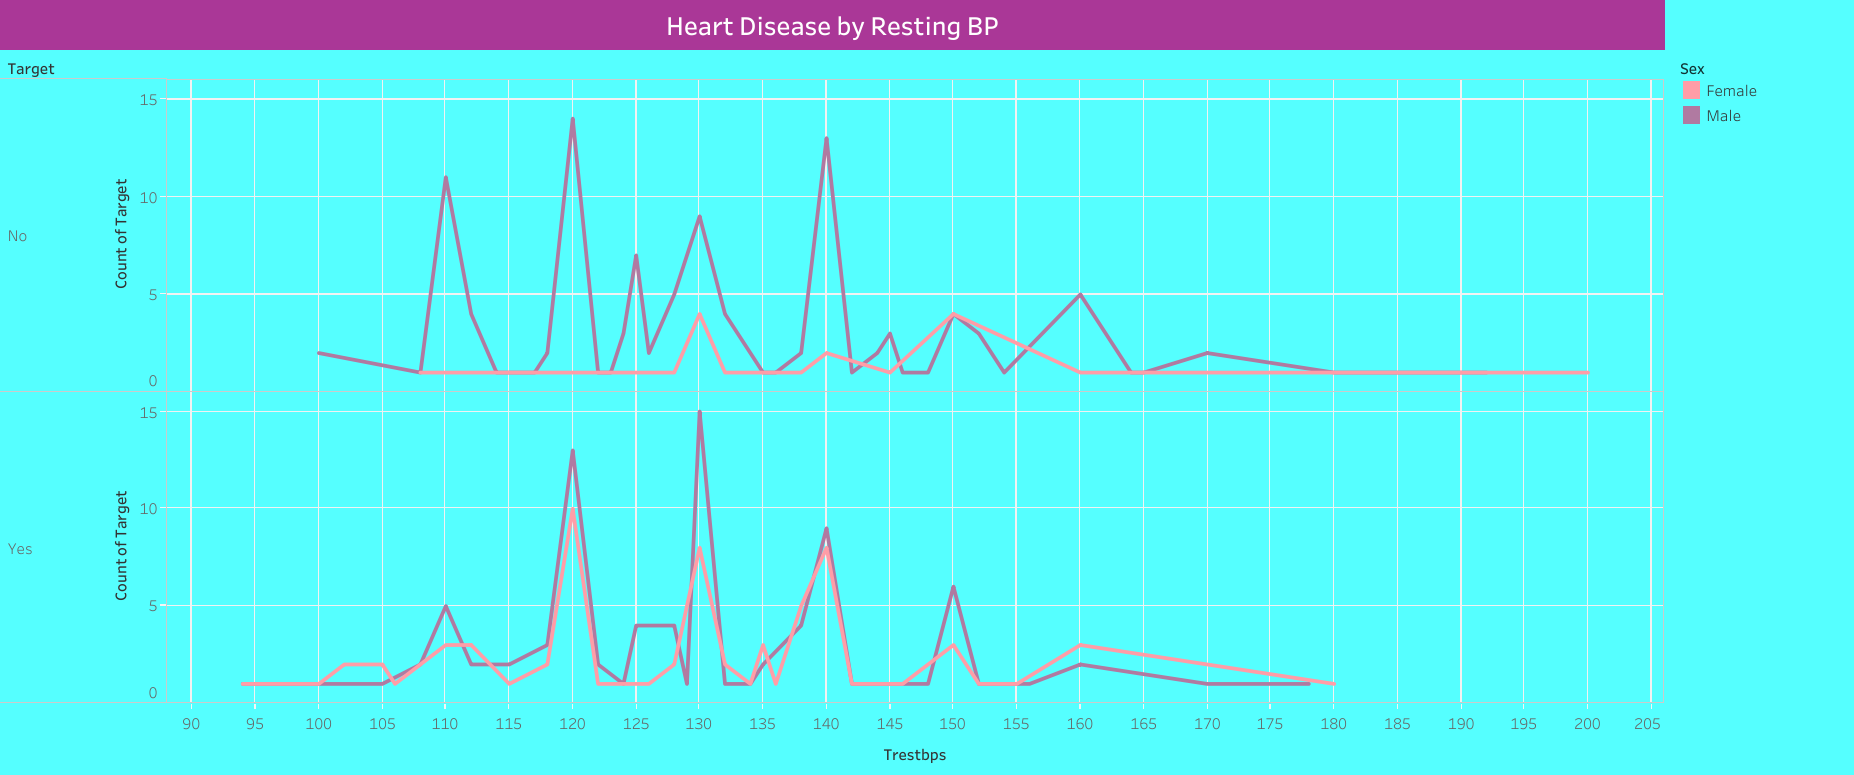 Heart Disease by Resting BP
Target
Sex
Female
Male
No
Count of Target
15
10
5
0
Yes
Count of Target
15
10
5
0
90 95 100 105 110 115 120 125 130 135 140 145 150 155 160 165 170 175 180 185 190 195 200 205
Trestbps